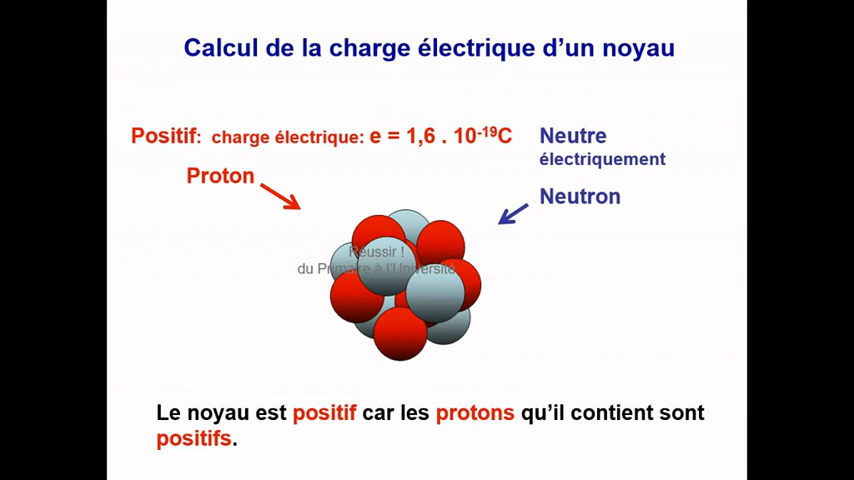 Calcul de la charge électrique d'un noyau
Positif: charge électrique: e = 1,6 . 10⁻¹⁹C
Neutre
électriquement
Proton
Neutron
Réussir !
du Primaire à l'Université
Le noyau est positif car les protons qu'il contient sont
positifs.